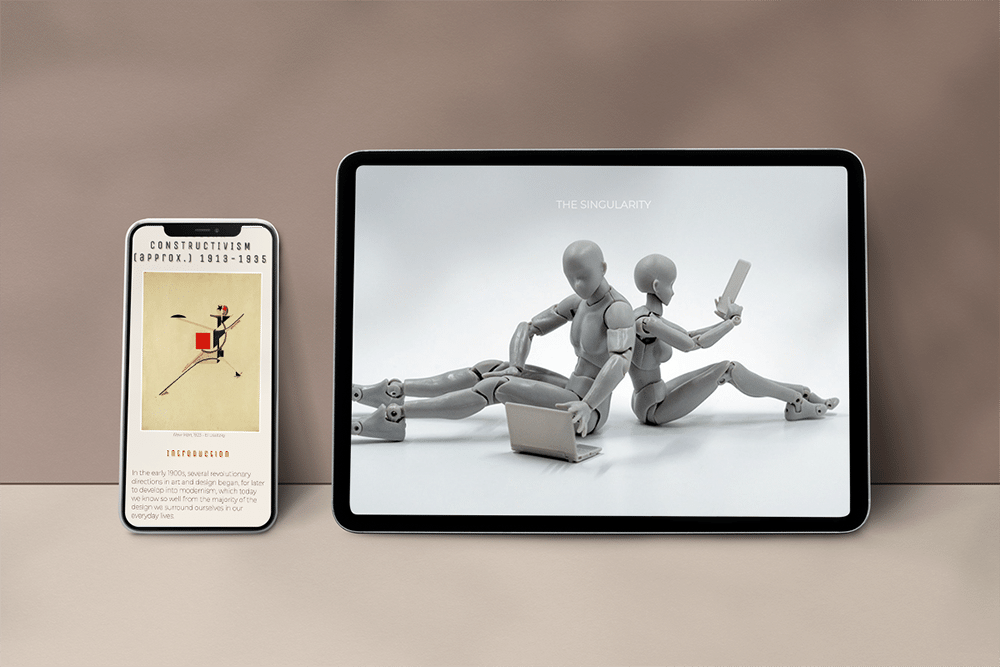 CONSTRUCTIVISM
(approx.) 1913-1935
New Man, 1923 - El Lissitzky
Introduction
In the early 1900s, several revolutionary
directions in art and design began, for later
to develop into modernism, which today
we know so well from the majority of the
design we surround ourselves in our
everyday lives.
THE SINGULARITY